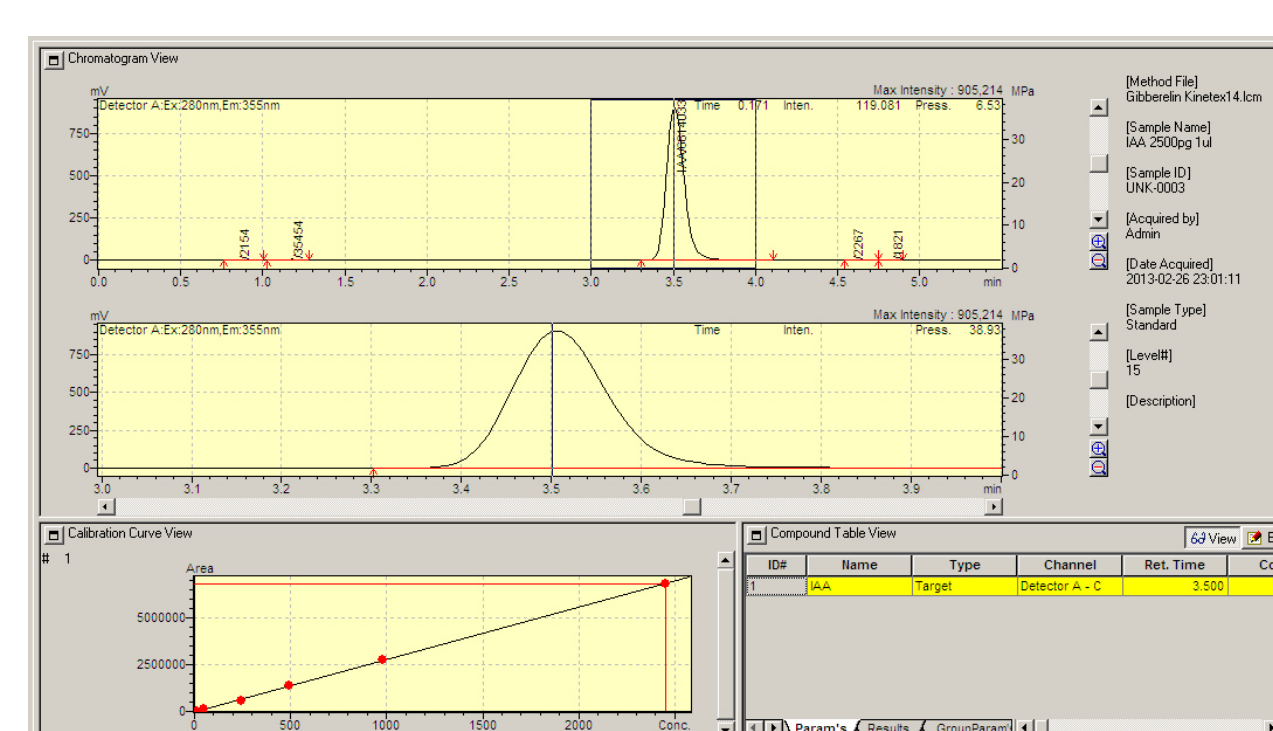 Chromatogram View
mV
Max Intensity : 905,214 MPa
Detector A:Ex:280nm,Em:355nm
Time 0.171 Inten. 119.081 Press. 6.53
750
500
250
0
30
20
10
0
/2154
/35454
/2267
/1821
0.0 0.5 1.0 1.5 2.0 2.5 3.0 3.5 4.0 4.5 5.0 min
mV
Max Intensity : 905,214 MPa
Detector A:Ex:280nm,Em:355nm
Time Inten. Press. 38.93
750
500
250
0
30
20
10
0
3.0 3.1 3.2 3.3 3.4 3.5 3.6 3.7 3.8 3.9 min
[Method File]
Gibberelin Kinetex14.lcm
[Sample Name]
IAA 2500pg 1ul
[Sample ID]
UNK-0003
[Acquired by]
Admin
[Date Acquired]
2013-02-26 23:01:11
[Sample Type]
Standard
[Level#]
15
[Description]
Calibration Curve View
# 1
Area
5000000
2500000
0
0 500 1000 1500 2000 Conc.
Compound Table View
View
ID# Name Type Channel Ret. Time
1 IAA Target Detector A - C 3.500
Param's Results GroupParam'